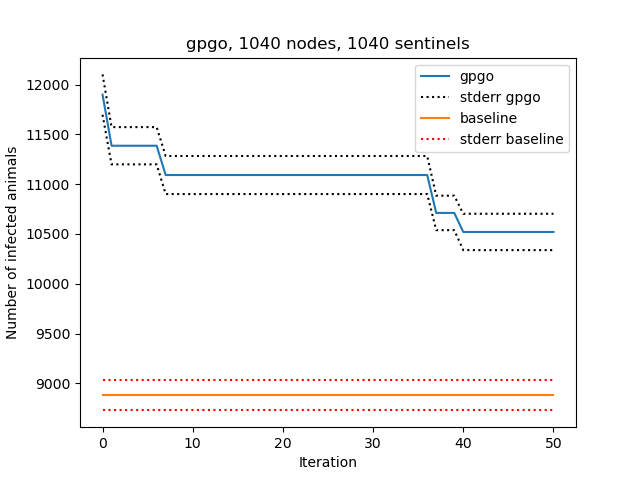 gpgo, 1040 nodes, 1040 sentinels
gpgo
stderr gpgo
baseline
stderr baseline
Number of infected animals
12000
11500
11000
10500
10000
9500
9000
0 10 20 30 40 50
Iteration